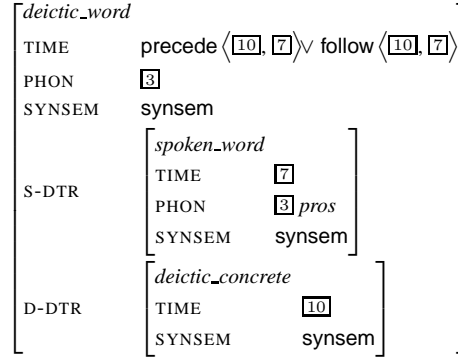 deictic_word
TIME precede ⟨10, 7⟩∨ follow ⟨10, 7⟩
PHON 3
SYNSEM synsem
S-DTR
spoken_word
TIME 7
PHON 3 pros
SYNSEM synsem
D-DTR
deictic_concrete
TIME 10
SYNSEM synsem